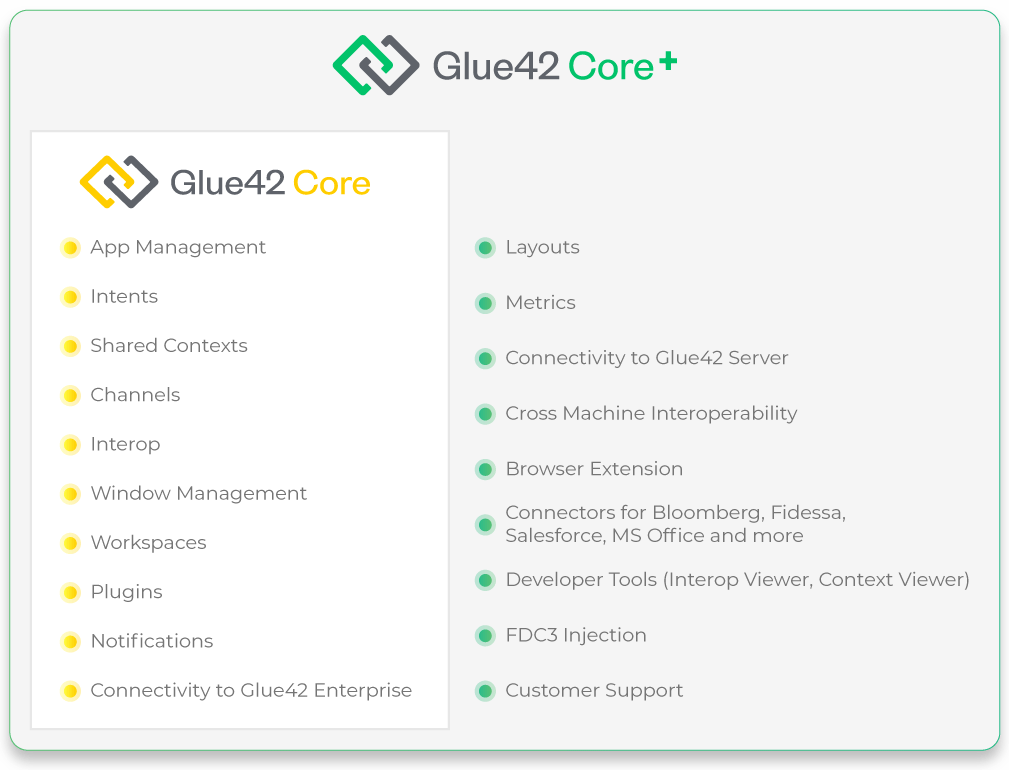 Glue42 Core+
Glue42 Core
App Management
Intents
Shared Contexts
Channels
Interop
Window Management
Workspaces
Plugins
Notifications
Connectivity to Glue42 Enterprise
Layouts
Metrics
Connectivity to Glue42 Server
Cross Machine Interoperability
Browser Extension
Connectors for Bloomberg, Fidessa,
Salesforce, MS Office and more
Developer Tools (Interop Viewer, Context Viewer)
FDC3 Injection
Customer Support